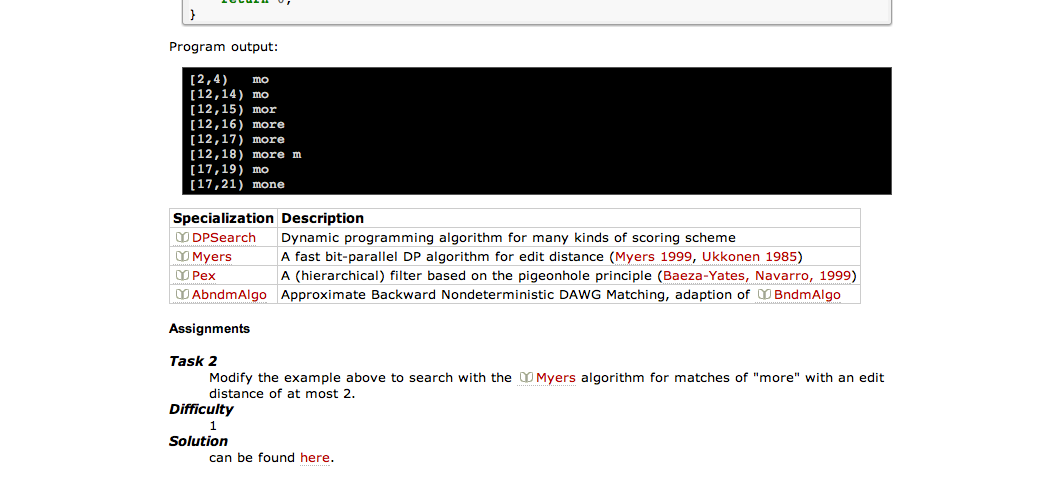 }
Program output:
[2,4)   mo
[12,14) mo
[12,15) mor
[12,16) more
[12,17) more
[12,18) more m
[17,19) mo
[17,21) mone
Specialization Description
DPSearch Dynamic programming algorithm for many kinds of scoring scheme
Myers A fast bit-parallel DP algorithm for edit distance (Myers 1999, Ukkonen 1985)
Pex A (hierarchical) filter based on the pigeonhole principle (Baeza-Yates, Navarro, 1999)
AbndmAlgo Approximate Backward Nondeterministic DAWG Matching, adaption of BndmAlgo
Assignments
Task 2
Modify the example above to search with the Myers algorithm for matches of "more" with an edit
distance of at most 2.
Difficulty
1
Solution
can be found here.